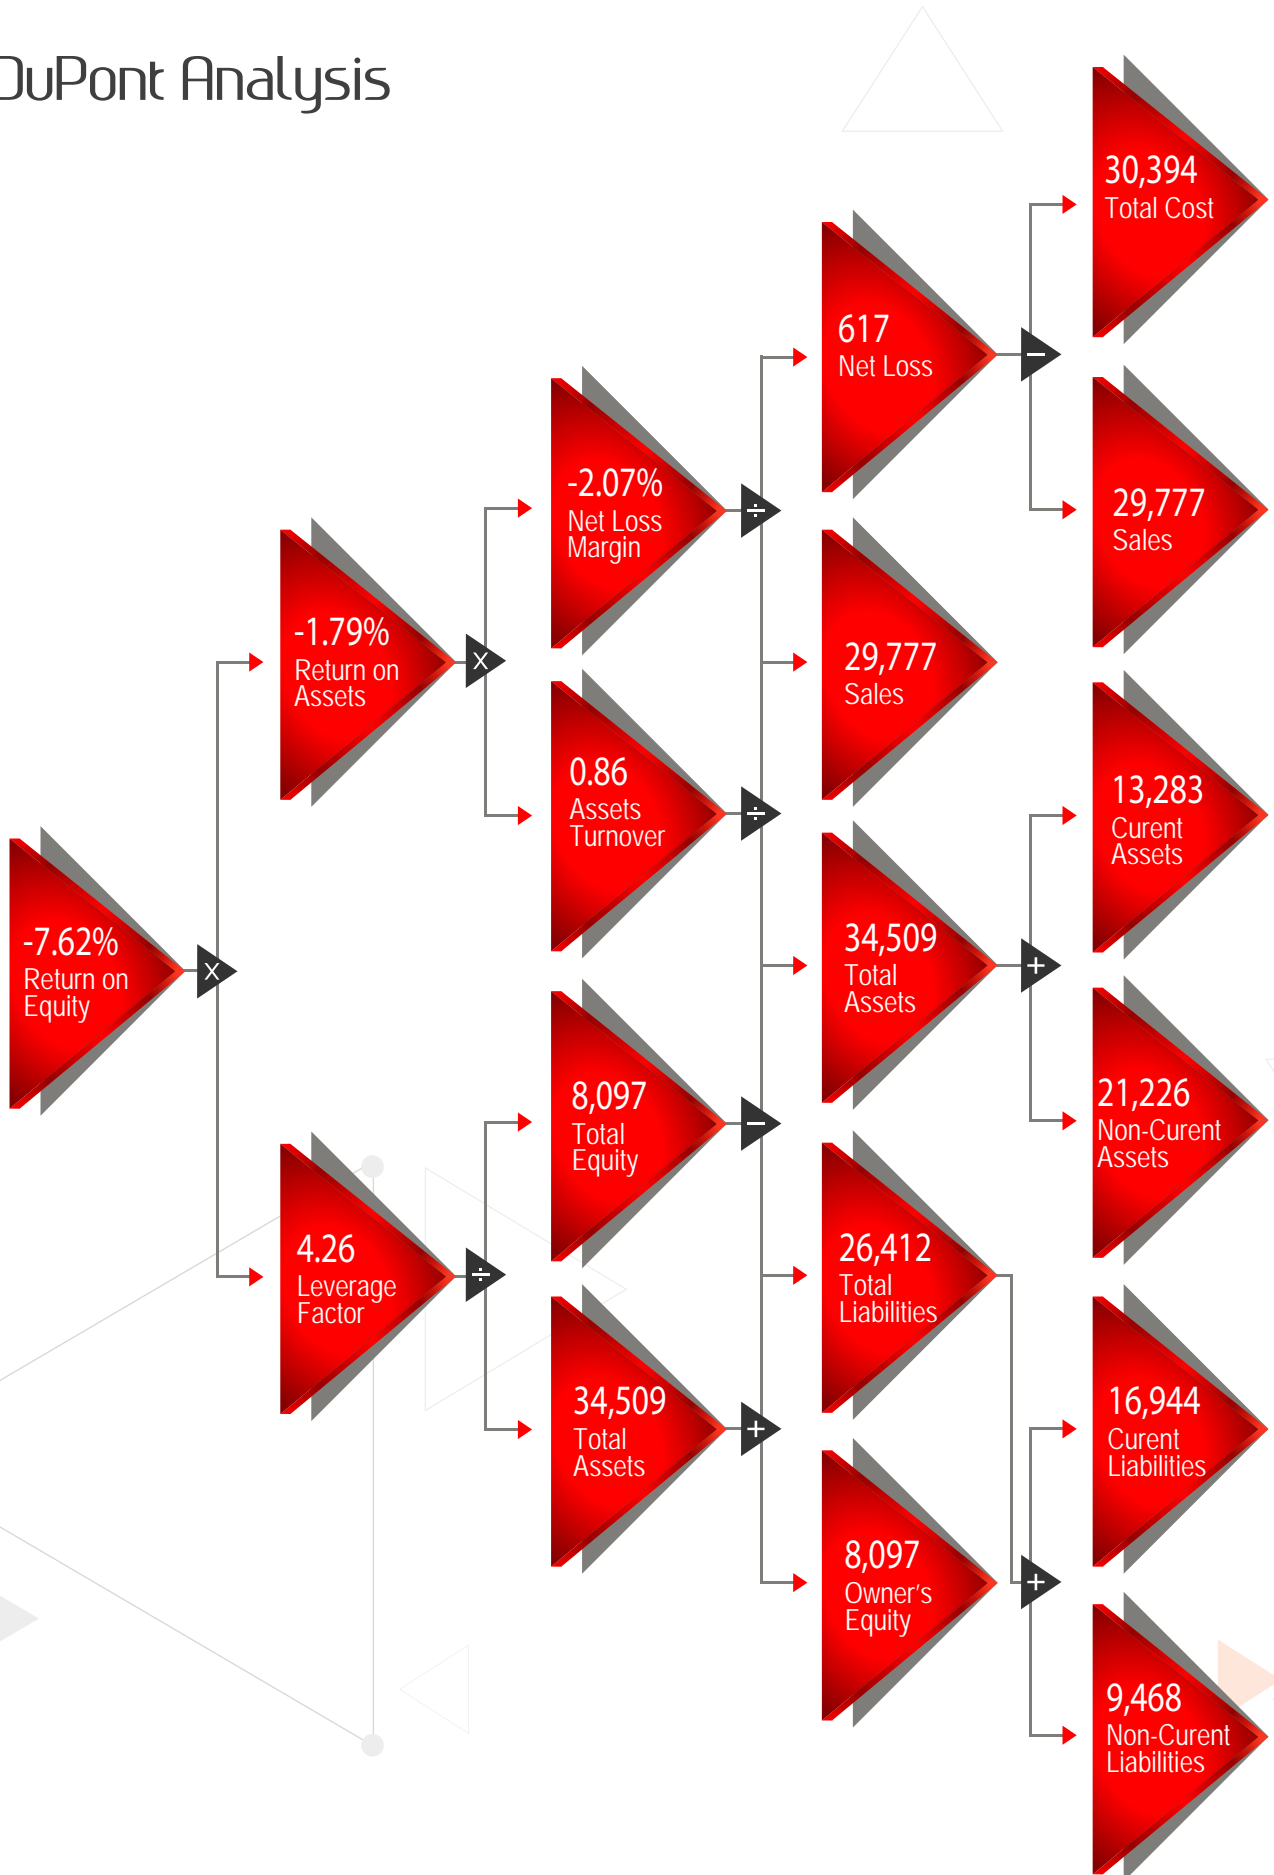 DuPont Analysis
-7.62%
Return on
Equity
X
-1.79%
Return on
Assets
X
4.26
Leverage
Factor
÷
-2.07%
Net Loss
Margin
÷
0.86
Assets
Turnover
÷
8,097
Total
Equity
−
34,509
Total
Assets
+
617
Net Loss
−
29,777
Sales
34,509
Total
Assets
+
26,412
Total
Liabilities
8,097
Owner's
Equity
+
30,394
Total Cost
29,777
Sales
13,283
Curent
Assets
21,226
Non-Curent
Assets
16,944
Curent
Liabilities
9,468
Non-Curent
Liabilities